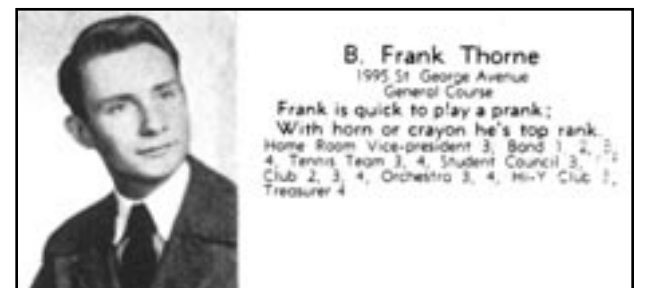 B. Frank Thorne
1995 St. George Avenue
General Course
Frank is quick to play a prank;
With horn or crayon he's top rank.
Home Room Vice-president 3, Band 1, 2, 3,
4, Tennis Team 3, 4, Student Council 3,
Club 2, 3, 4, Orchestra 3, 4, Hi-Y Club
Treasurer 4